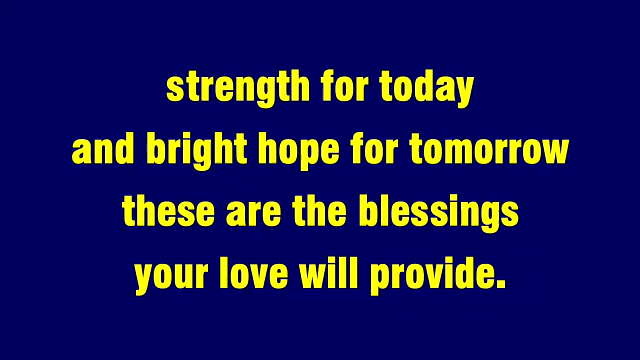 strength for today
and bright hope for tomorrow
these are the blessings
your love will provide.